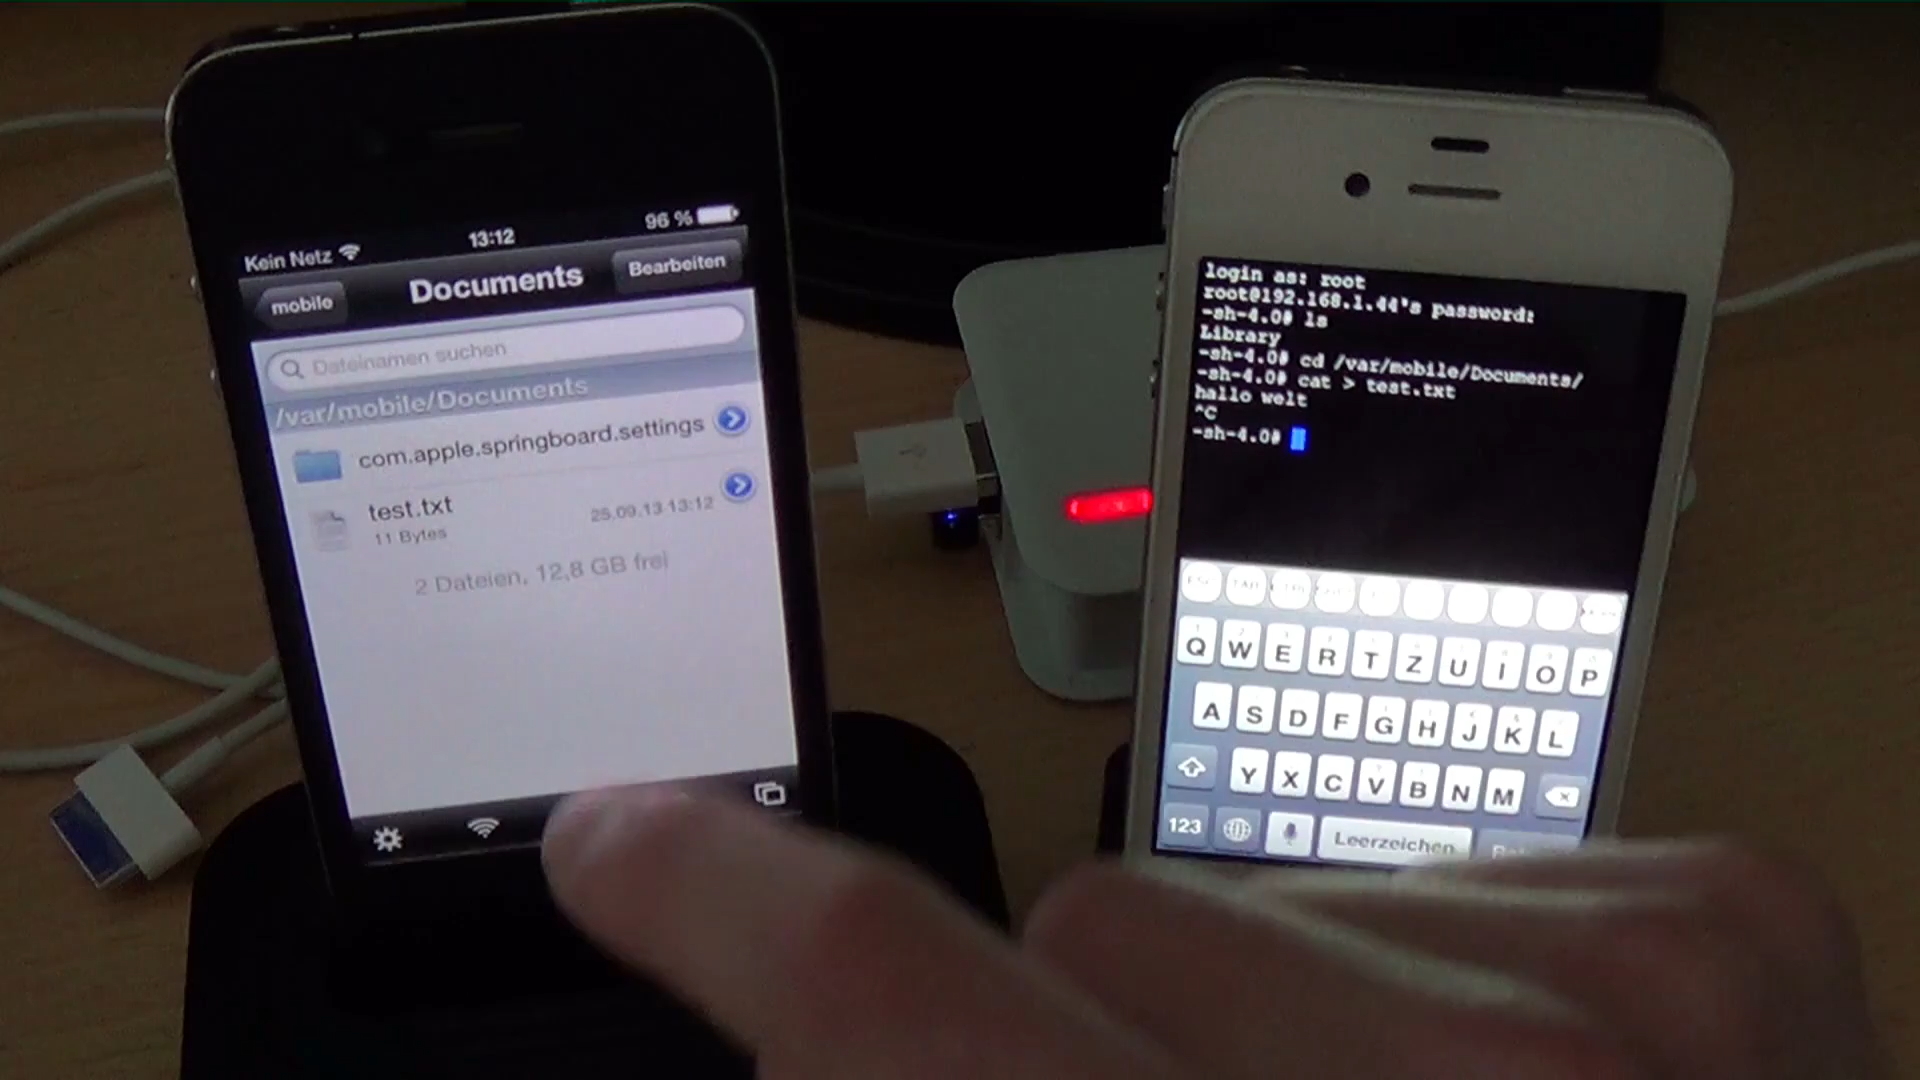 Kein Netz 13:12 96 %
mobile Documents Bearbeiten
Dateinamen suchen
/var/mobile/Documents
com.apple.springboard.settings
test.txt
11 Bytes 25.09.13 13:12
2 Dateien, 12,8 GB frei
login as: root
root@192.168.1.44's password:
-sh-4.0# ls
Library
-sh-4.0# cd /var/mobile/Documents/
-sh-4.0# cat > test.txt
hallo welt
^C
-sh-4.0#
ESC TAB
Q W E R T Z U I O P
A S D F G H J K L
Y X C V B N M
123 Leerzeichen